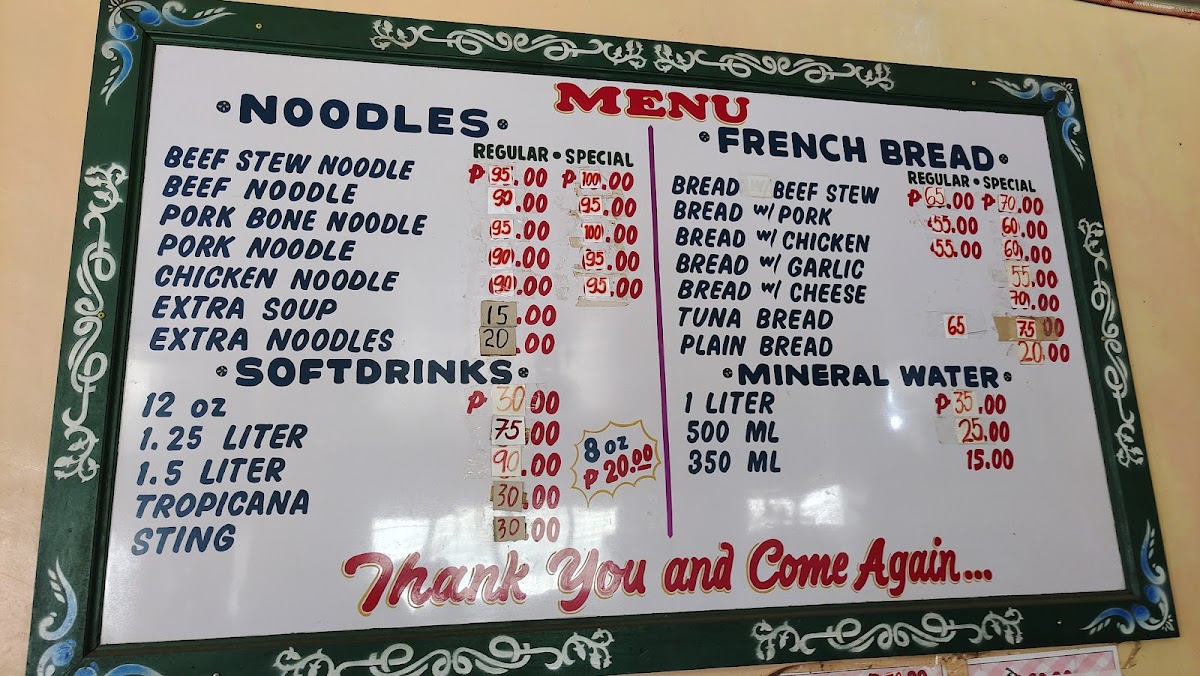 MENU
NOODLES
REGULAR • SPECIAL
BEEF STEW NOODLE ₱ 95.00 ₱ 100.00
BEEF NOODLE 90.00 95.00
PORK BONE NOODLE 95.00 100.00
PORK NOODLE 90.00 95.00
CHICKEN NOODLE 90.00 95.00
EXTRA SOUP 15.00
EXTRA NOODLES 20.00
SOFTDRINKS
12 oz ₱ 30 00
1.25 LITER 75.00
1.5 LITER 90.00
TROPICANA 30.00
STING 30.00
8 oz
₱ 20.00
FRENCH BREAD
REGULAR • SPECIAL
BREAD w/ BEEF STEW ₱ 65.00 ₱ 70.00
BREAD w/ PORK 55.00 60.00
BREAD w/ CHICKEN 55.00 60.00
BREAD w/ GARLIC 55.00
BREAD w/ CHEESE 70.00
TUNA BREAD 65 75 00
PLAIN BREAD 20.00
MINERAL WATER
1 LITER ₱ 35.00
500 ML 25.00
350 ML 15.00
Thank You and Come Again...